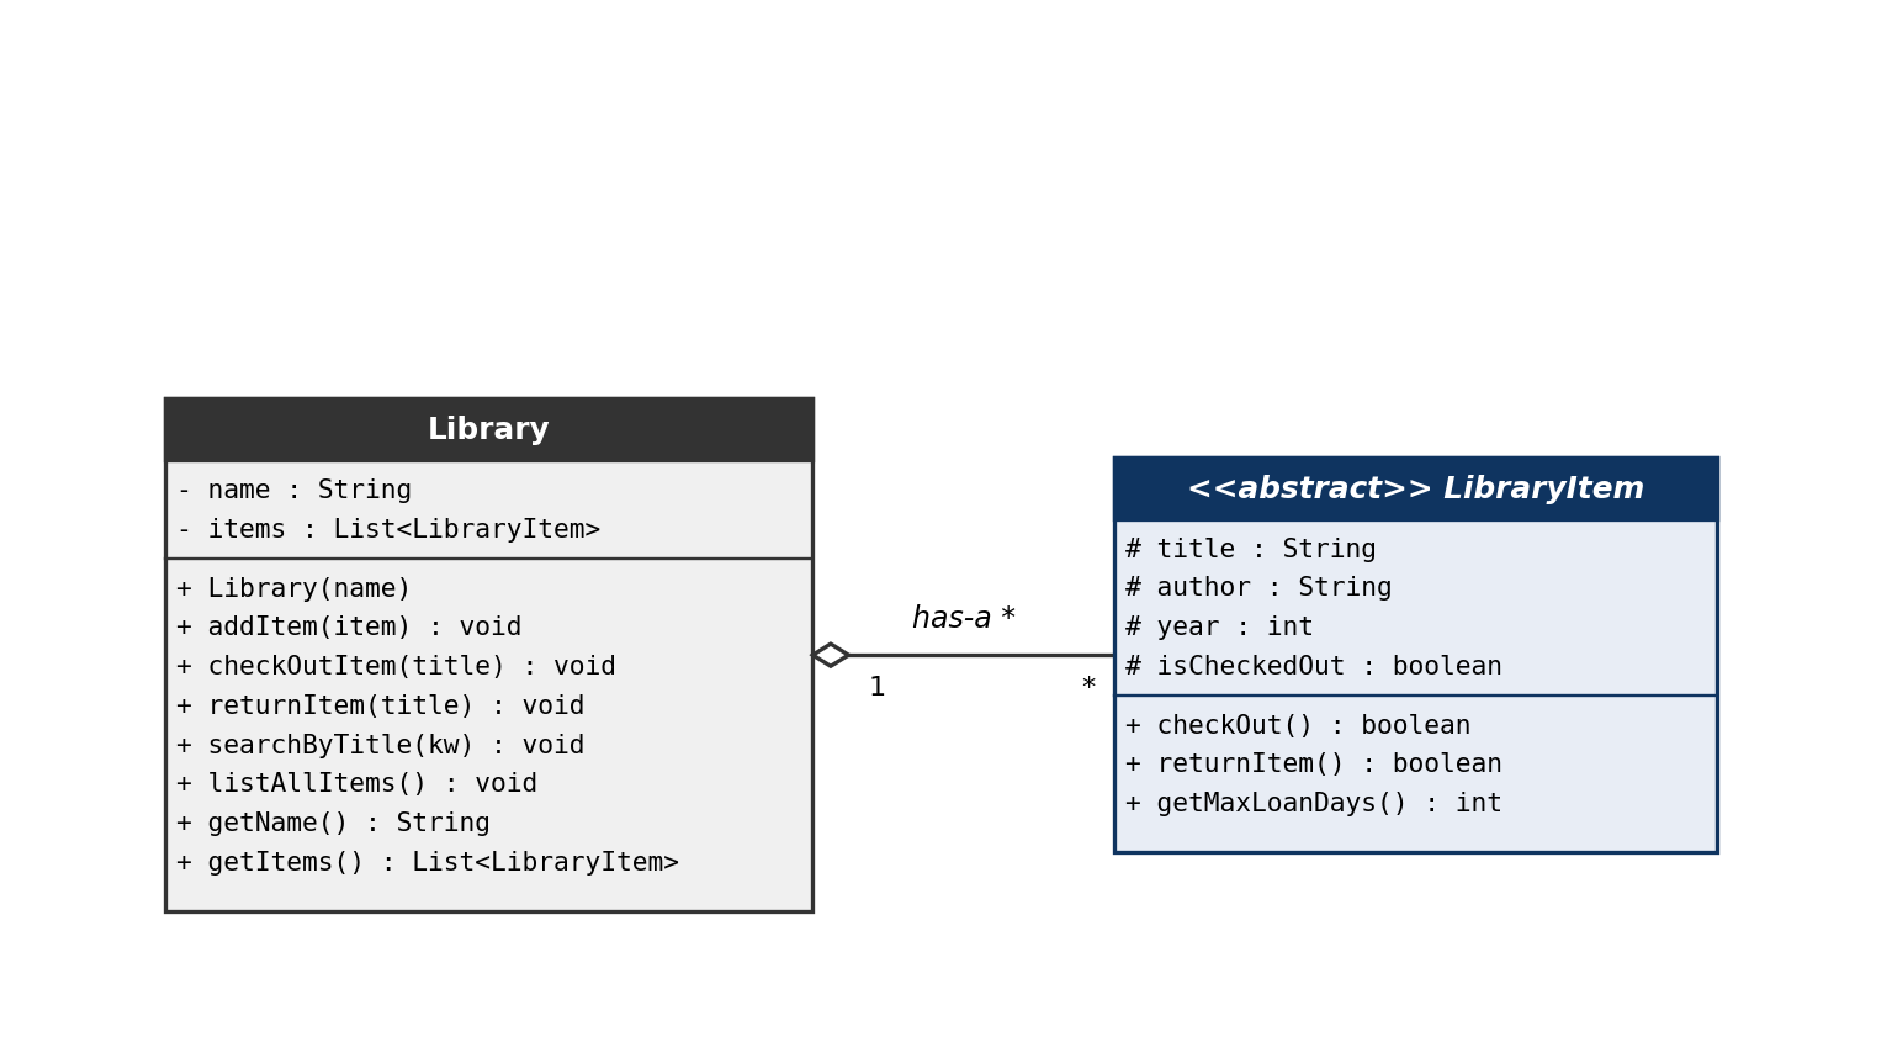 Library
- name : String
- items : List<LibraryItem>
+ Library(name)
+ addItem(item) : void
+ checkOutItem(title) : void
+ returnItem(title) : void
+ searchByTitle(kw) : void
+ listAllItems() : void
+ getName() : String
+ getItems() : List<LibraryItem>
has-a *
1
*
<<abstract>> LibraryItem
# title : String
# author : String
# year : int
# isCheckedOut : boolean
+ checkOut() : boolean
+ returnItem() : boolean
+ getMaxLoanDays() : int